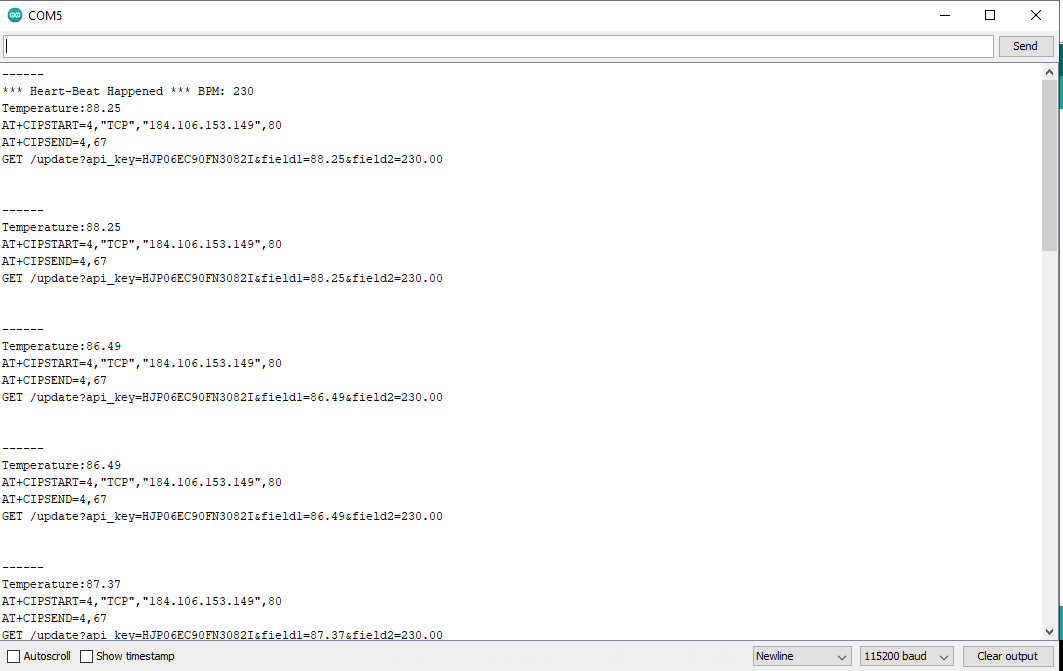 COM5
Send
------
*** Heart-Beat Happened *** BPM: 230
Temperature:88.25
AT+CIPSTART=4,"TCP","184.106.153.149",80
AT+CIPSEND=4,67
GET /update?api_key=HJP06EC90FN3082I&field1=88.25&field2=230.00
------
Temperature:88.25
AT+CIPSTART=4,"TCP","184.106.153.149",80
AT+CIPSEND=4,67
GET /update?api_key=HJP06EC90FN3082I&field1=88.25&field2=230.00
------
Temperature:86.49
AT+CIPSTART=4,"TCP","184.106.153.149",80
AT+CIPSEND=4,67
GET /update?api_key=HJP06EC90FN3082I&field1=86.49&field2=230.00
------
Temperature:86.49
AT+CIPSTART=4,"TCP","184.106.153.149",80
AT+CIPSEND=4,67
GET /update?api_key=HJP06EC90FN3082I&field1=86.49&field2=230.00
------
Temperature:87.37
AT+CIPSTART=4,"TCP","184.106.153.149",80
AT+CIPSEND=4,67
GET /update?api_key=HJP06EC90FN3082I&field1=87.37&field2=230.00
Autoscroll Show timestamp Newline 115200 baud Clear output